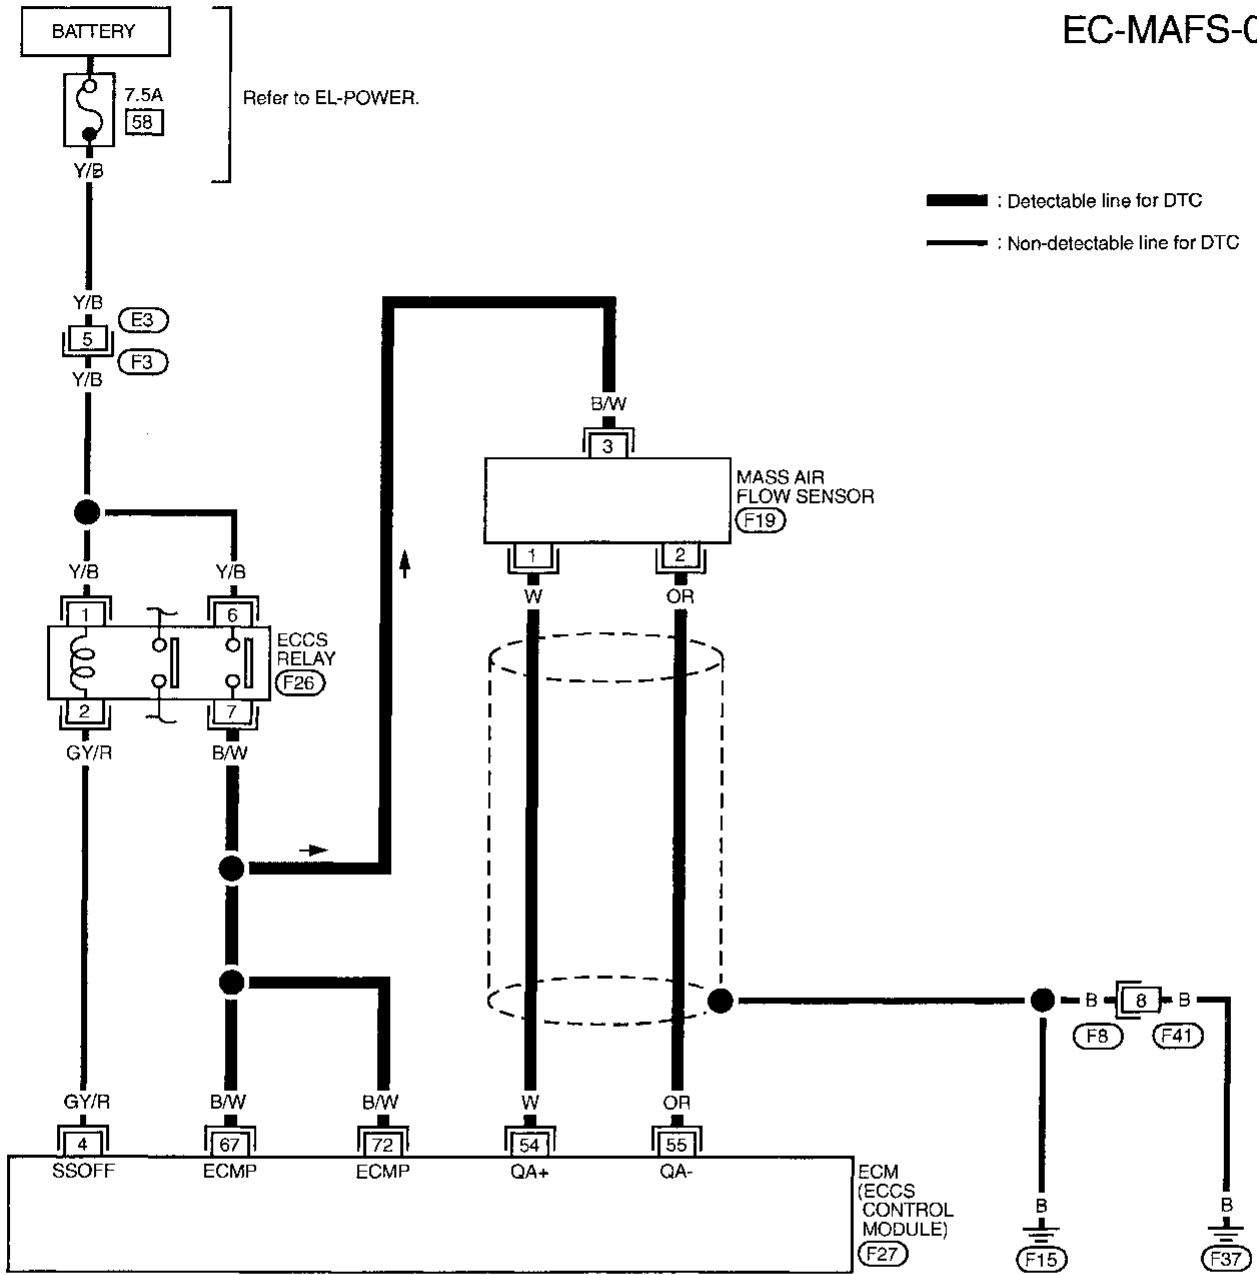 EC-MAFS-0
BATTERY
7.5A
58
Refer to EL-POWER.
Y/B
: Detectable line for DTC
: Non-detectable line for DTC
Y/B
E3
5
F3
Y/B
B/W
3
MASS AIR
FLOW SENSOR
F19
1
2
Y/B
Y/B
W
OR
1
6
ECCS
RELAY
F26
2
7
GY/R
B/W
B
8
B
F8
F41
GY/R
B/W
B/W
W
OR
4
67
72
54
55
SSOFF
ECMP
ECMP
QA+
QA-
ECM
(ECCS
CONTROL
MODULE)
F27
B
B
F15
F37